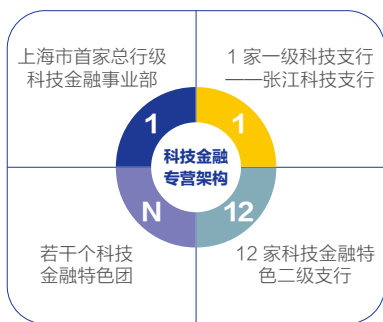 上海市首家总行级
科技金融事业部
1 家一级科技支行
——张江科技支行
1
1
科技金融
专营架构
N
12
若干个科技
金融特色团
12 家科技金融特
色二级支行